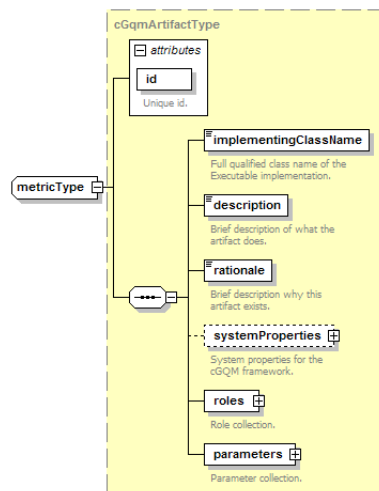 cGqmArtifactType
attributes
id
Unique id.
implementingClassName
Full qualified class name of the
Executable implementation.
metricType
description
Brief description of what the
artifact does.
rationale
Brief description why this
artifact exists.
systemProperties
System properties for the
cGQM framework.
roles
Role collection.
parameters
Parameter collection.